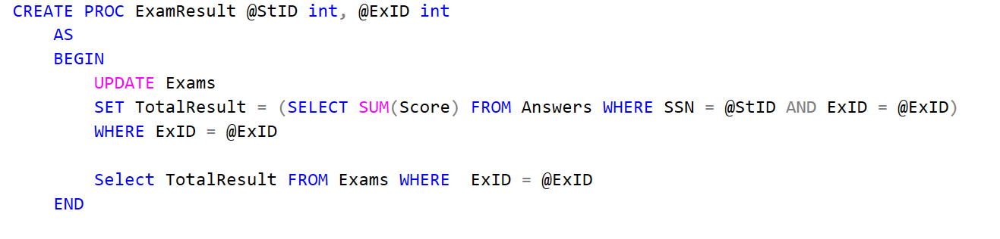 CREATE PROC ExamResult @StID int, @ExID int
AS
BEGIN
UPDATE Exams
SET TotalResult = (SELECT SUM(Score) FROM Answers WHERE SSN = @StID AND ExID = @ExID)
WHERE ExID = @ExID
Select TotalResult FROM Exams WHERE  ExID = @ExID
END